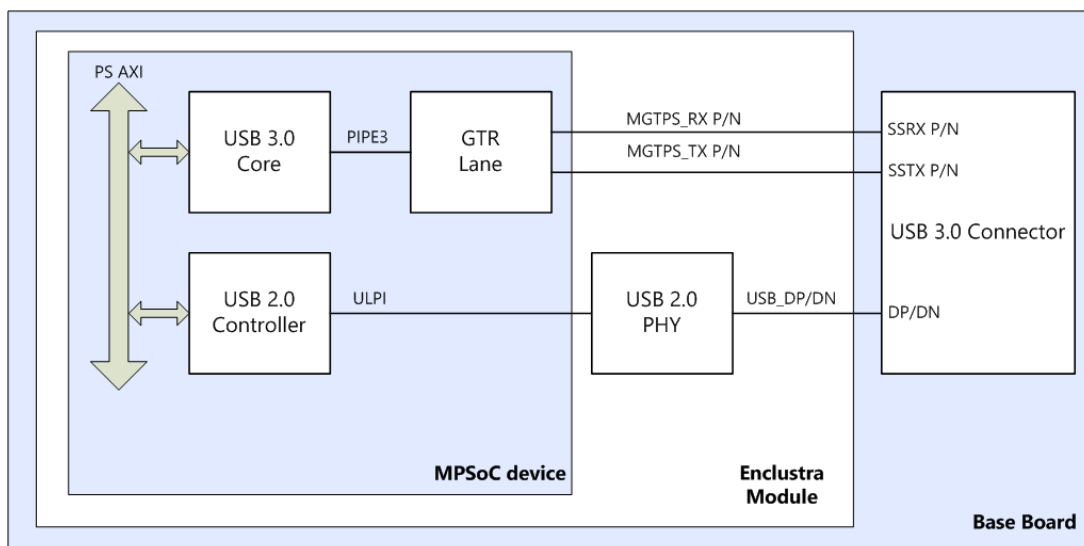 PS AXI
USB 3.0
Core
PIPE3
GTR
Lane
MGTPS_RX P/N
MGTPS_TX P/N
SSRX P/N
SSTX P/N
USB 3.0 Connector
USB 2.0
Controller
ULPI
USB 2.0
PHY
USB_DP/DN
DP/DN
MPSoC device
Enclustra
Module
Base Board